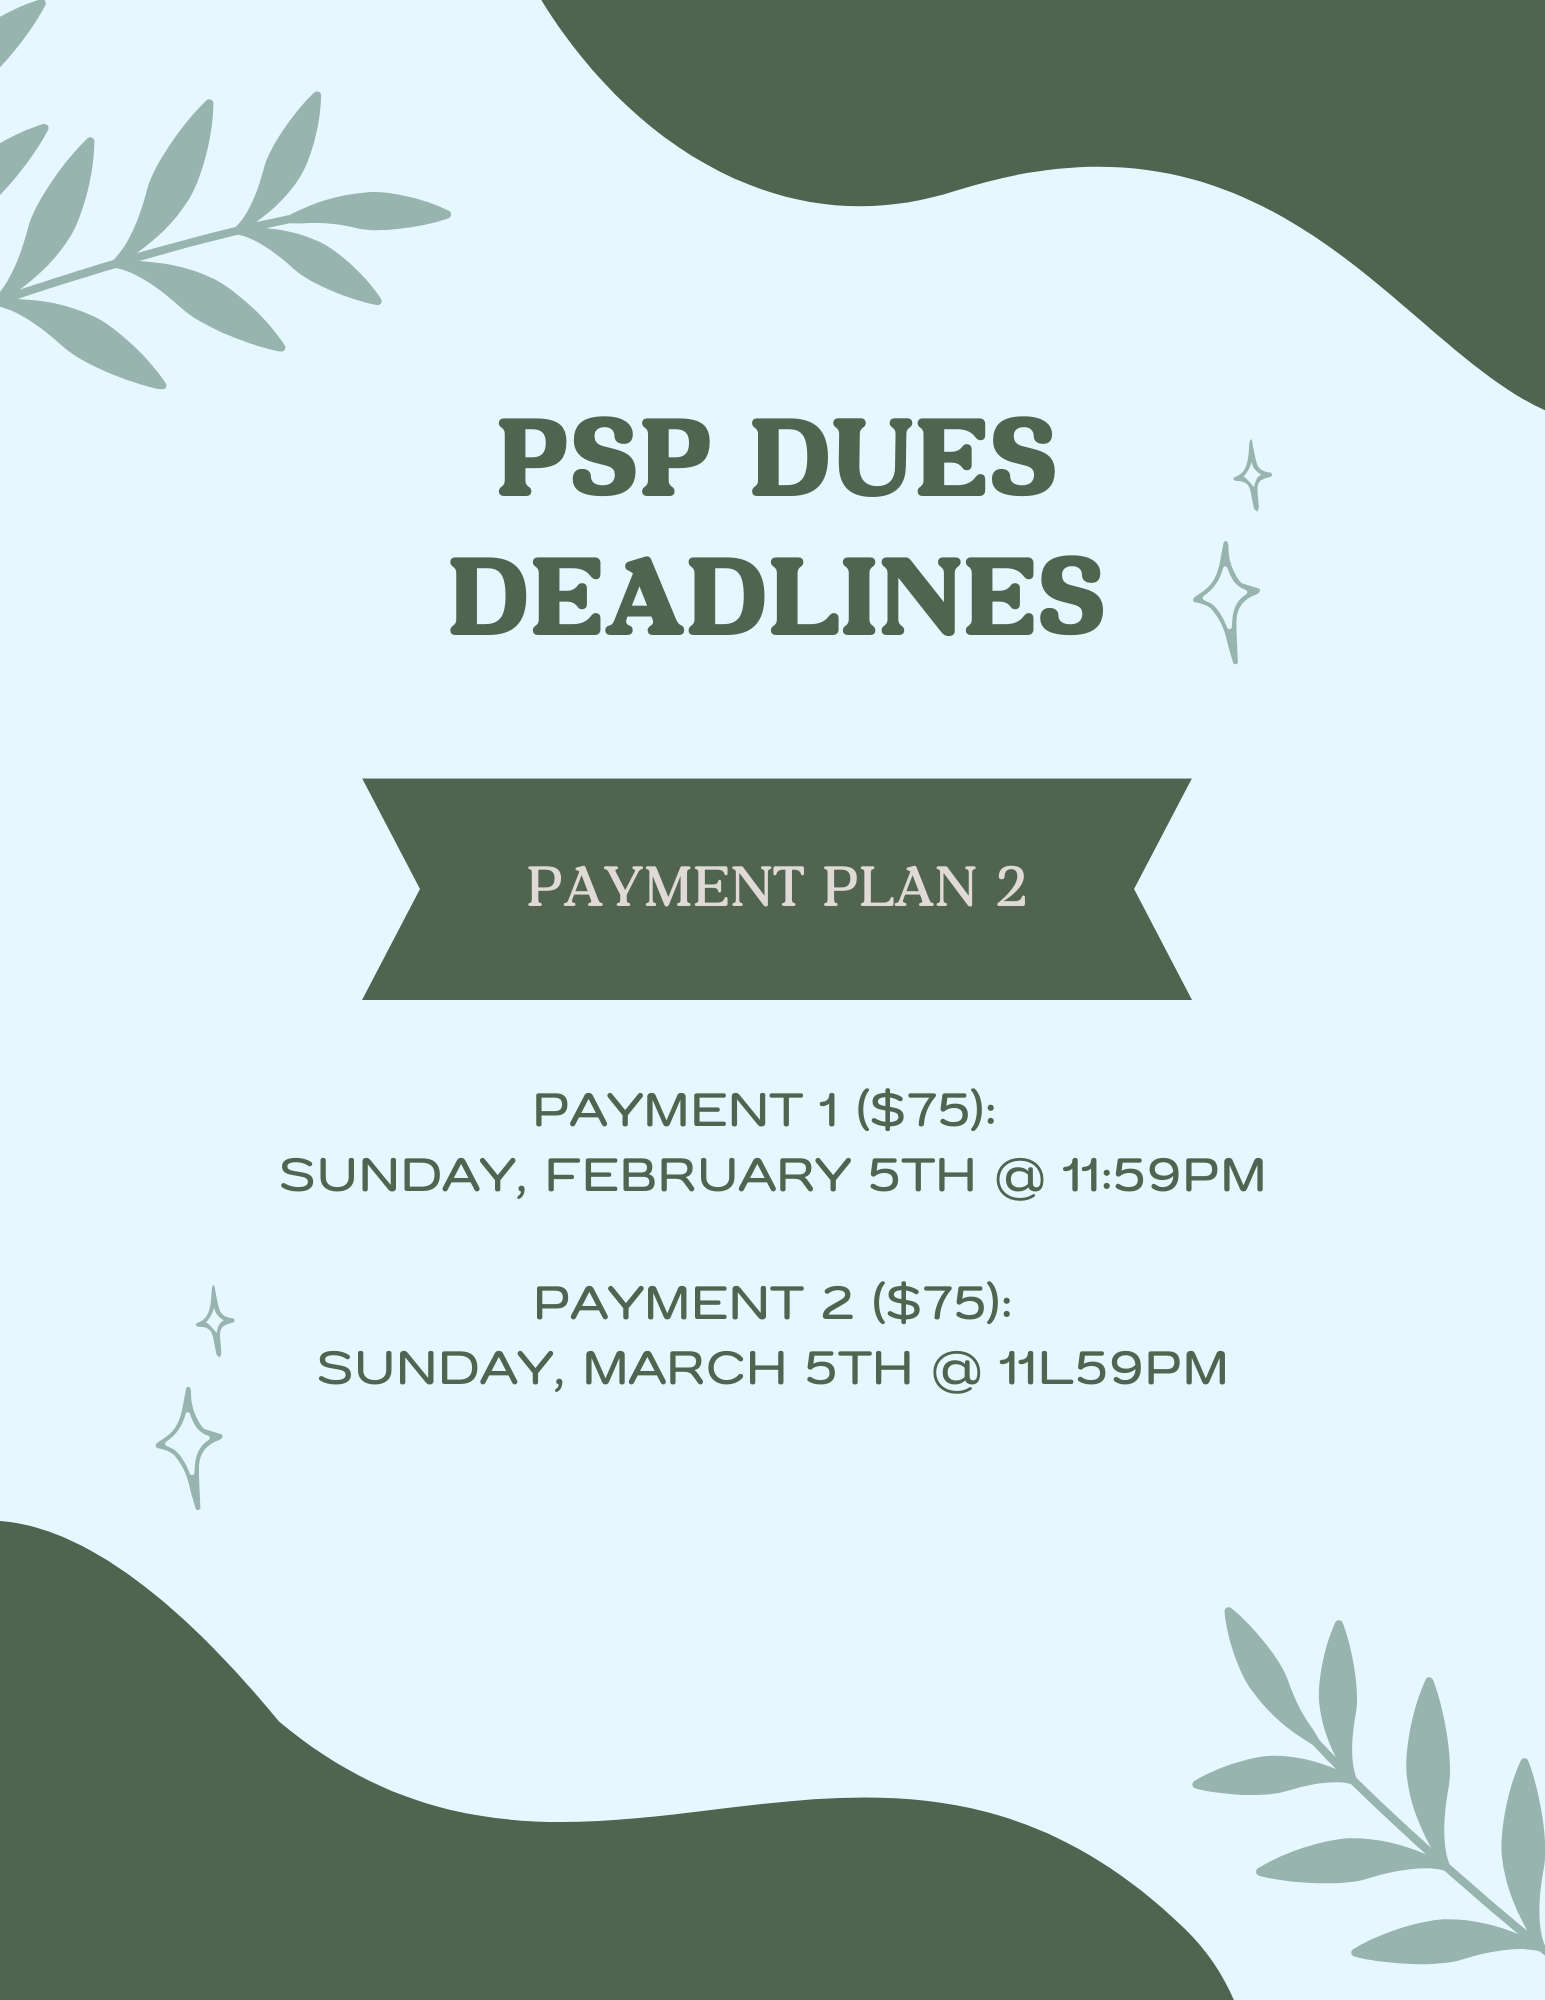 PSP DUES
DEADLINES
PAYMENT PLAN 2
PAYMENT 1 ($75):
SUNDAY, FEBRUARY 5TH @ 11:59PM
PAYMENT 2 ($75):
SUNDAY, MARCH 5TH @ 11L59PM